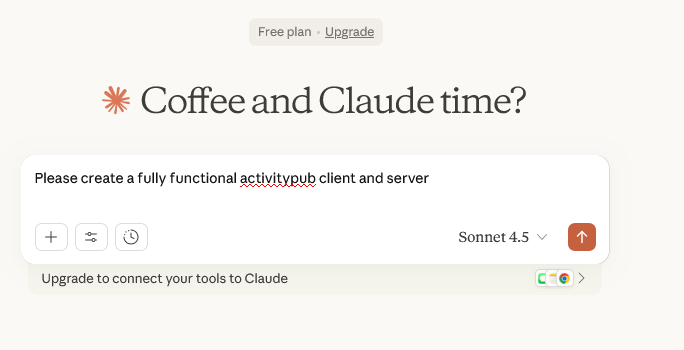 Free plan • Upgrade
Coffee and Claude time?
Please create a fully functional activitypub client and server
Sonnet 4.5
Upgrade to connect your tools to Claude